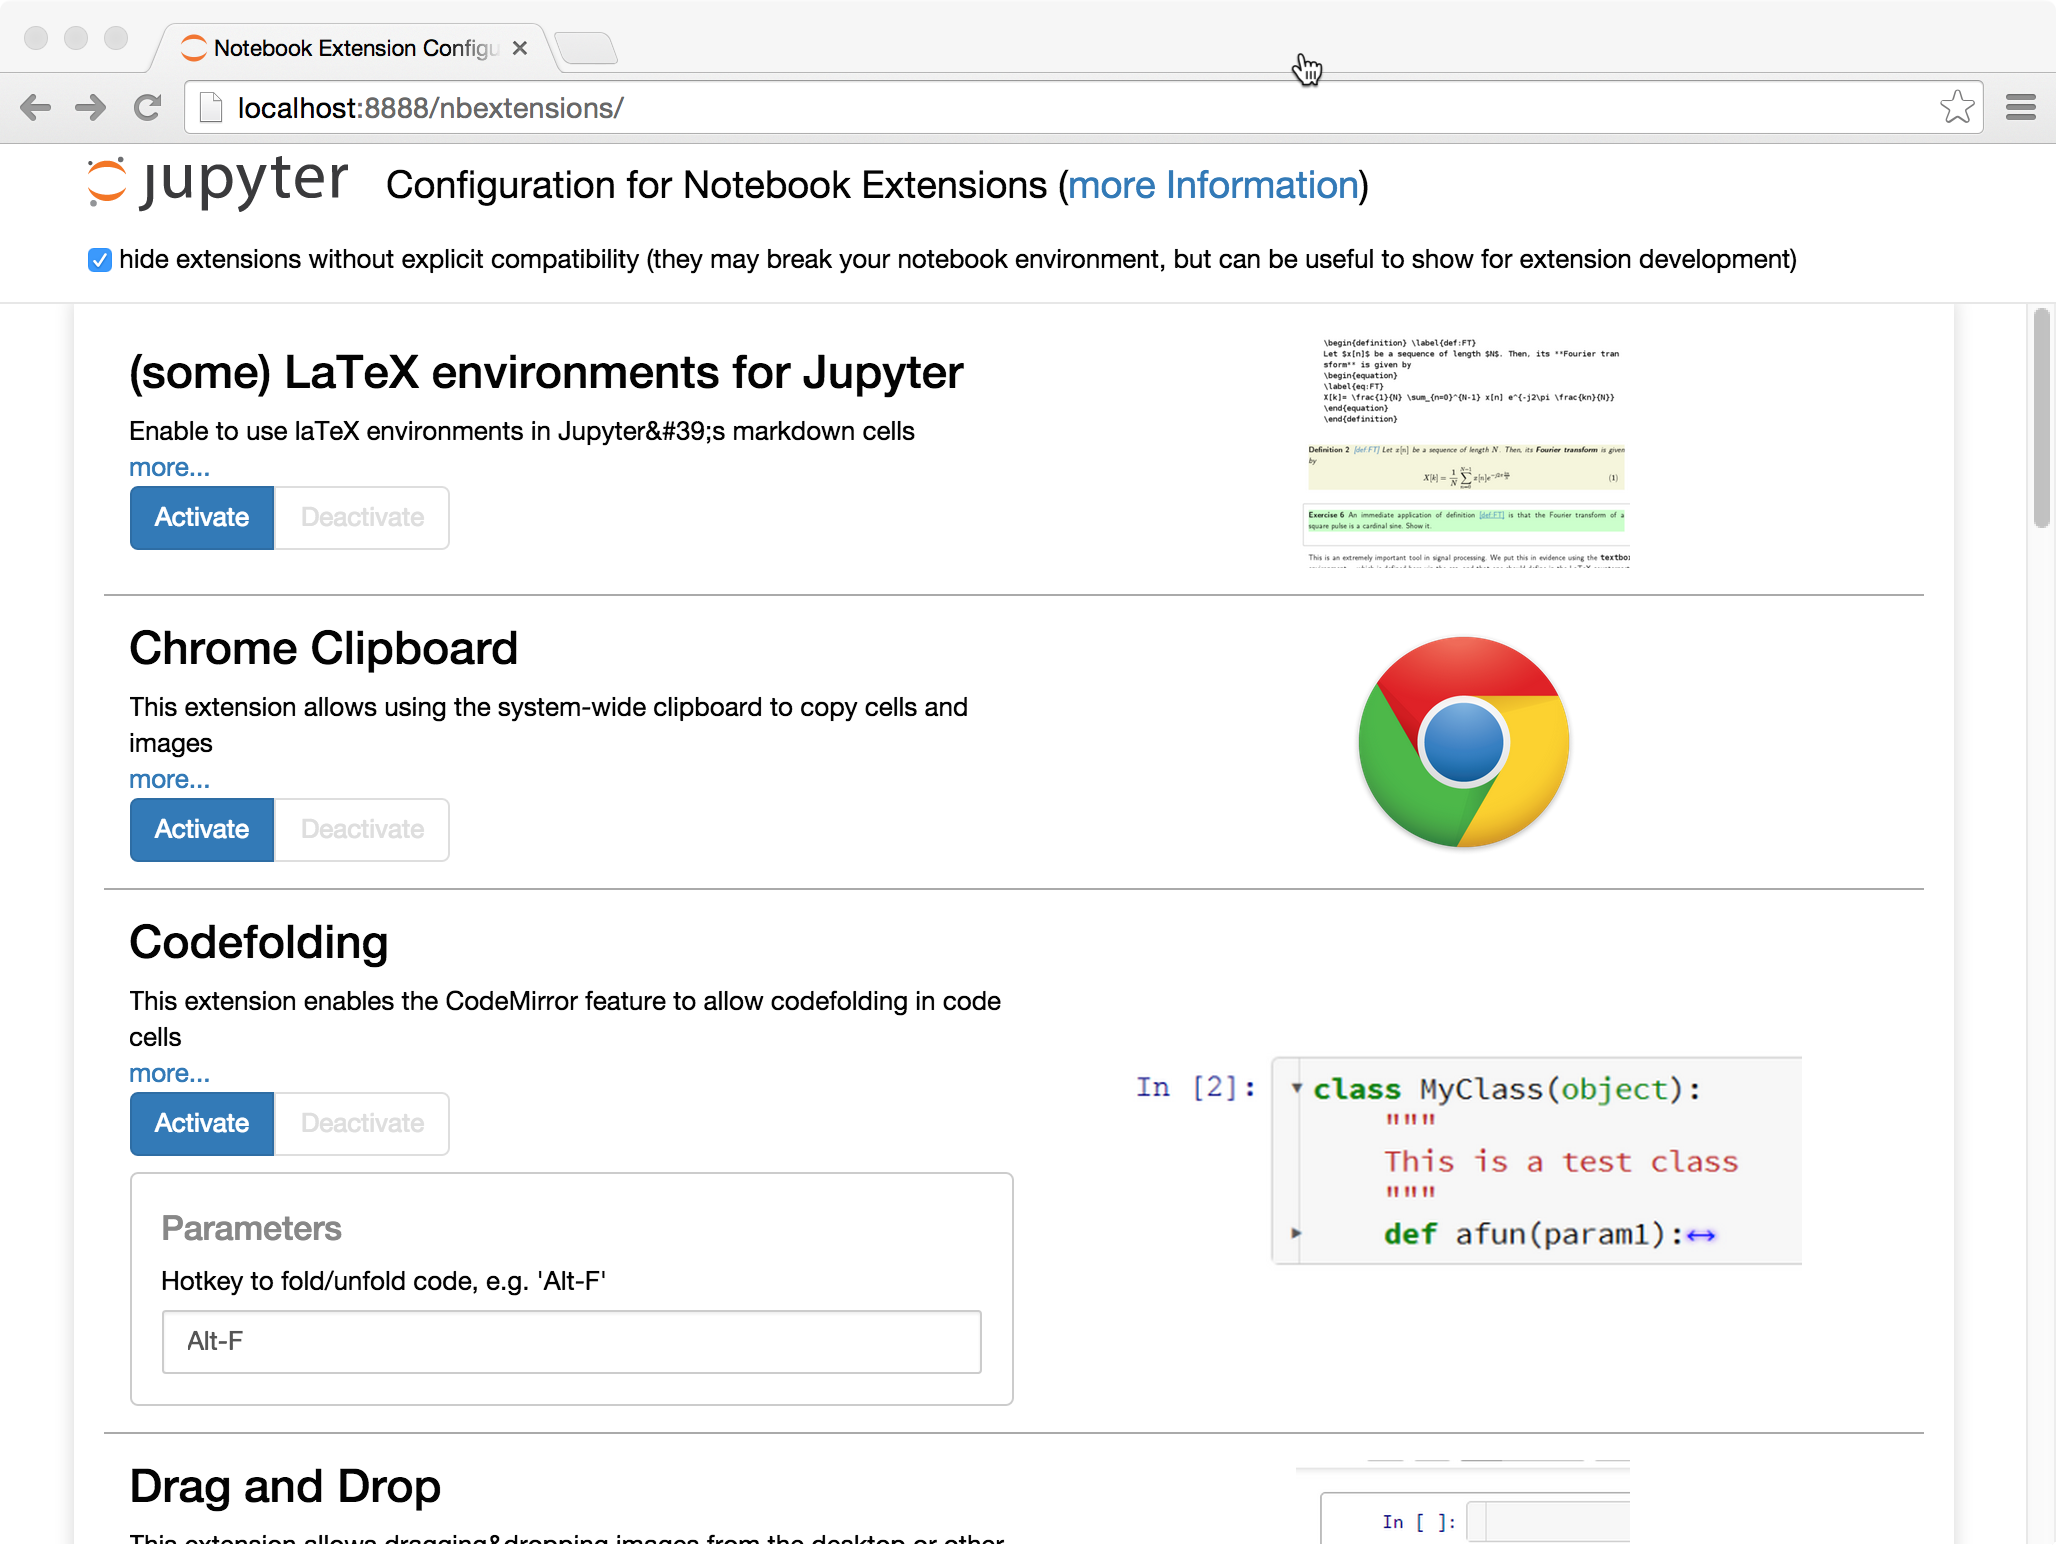 Notebook Extension Configu
localhost:8888/nbextensions/
jupyter Configuration for Notebook Extensions (more Information)
hide extensions without explicit compatibility (they may break your notebook environment, but can be useful to show for extension development)
(some) LaTeX environments for Jupyter
Enable to use laTeX environments in Jupyter&#39;s markdown cells
more...
Activate Deactivate
\begin{definition} \label{def:FT}
Let $x[n]$ be a sequence of length $N$. Then, its **Fourier tran
sform** is given by
\begin{equation}
\label{eq:FT}
X[k]= \frac{1}{N} \sum_{n=0}^{N-1} x[n] e^{-j2\pi \frac{kn}{N}}
\end{equation}
\end{definition}
Definition 2 [def:FT] Let x[n] be a sequence of length N. Then, its Fourier transform is given
by
(1)
Exercise 6 An immediate application of definition [def:FT] is that the Fourier transform of a
square pulse is a cardinal sine. Show it.
This is an extremely important tool in signal processing. We put this in evidence using the textbo
Chrome Clipboard
This extension allows using the system-wide clipboard to copy cells and
images
more...
Activate Deactivate
Codefolding
This extension enables the CodeMirror feature to allow codefolding in code
cells
more...
Activate Deactivate
Parameters
Hotkey to fold/unfold code, e.g. 'Alt-F'
Alt-F
In [2]: class MyClass(object):
"""
This is a test class
"""
def afun(param1):↔
Drag and Drop
This extension allows dragging&dropping images from the desktop or other
In [ ]: